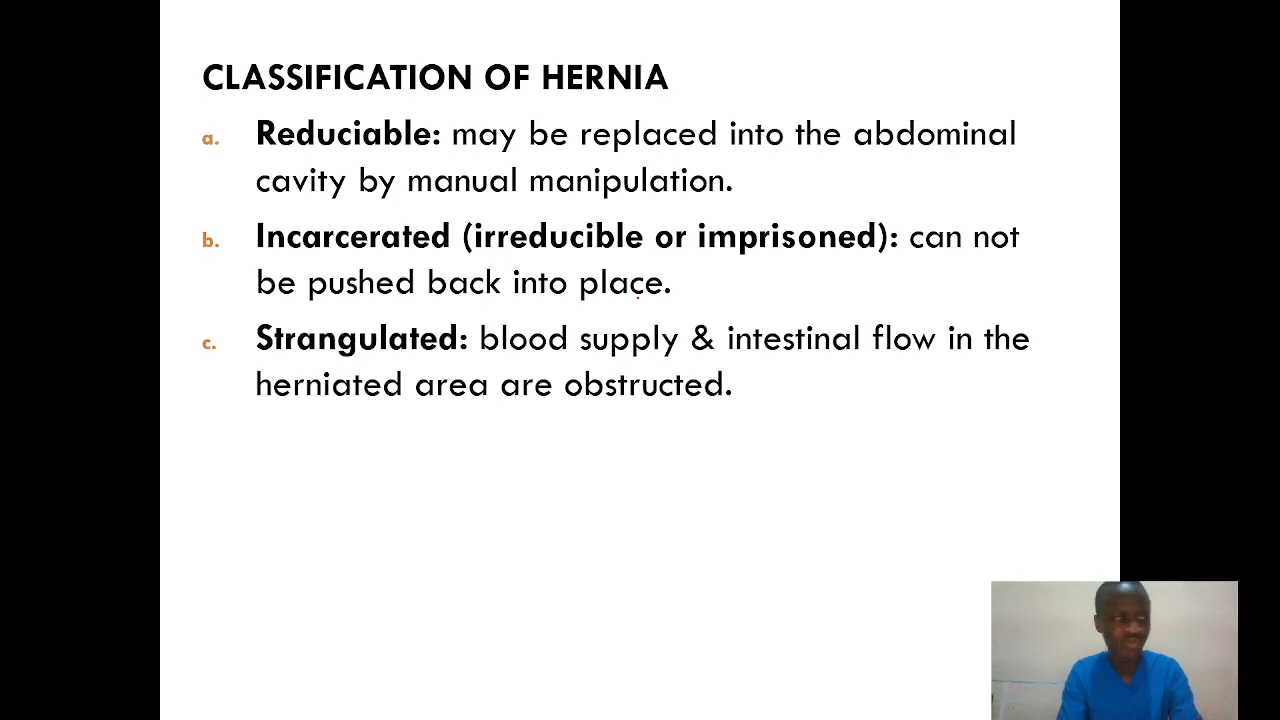 CLASSIFICATION OF HERNIA
a. Reduciable: may be replaced into the abdominal
cavity by manual manipulation.
b. Incarcerated (irreducible or imprisoned): can not
be pushed back into place.
c. Strangulated: blood supply & intestinal flow in the
herniated area are obstructed.